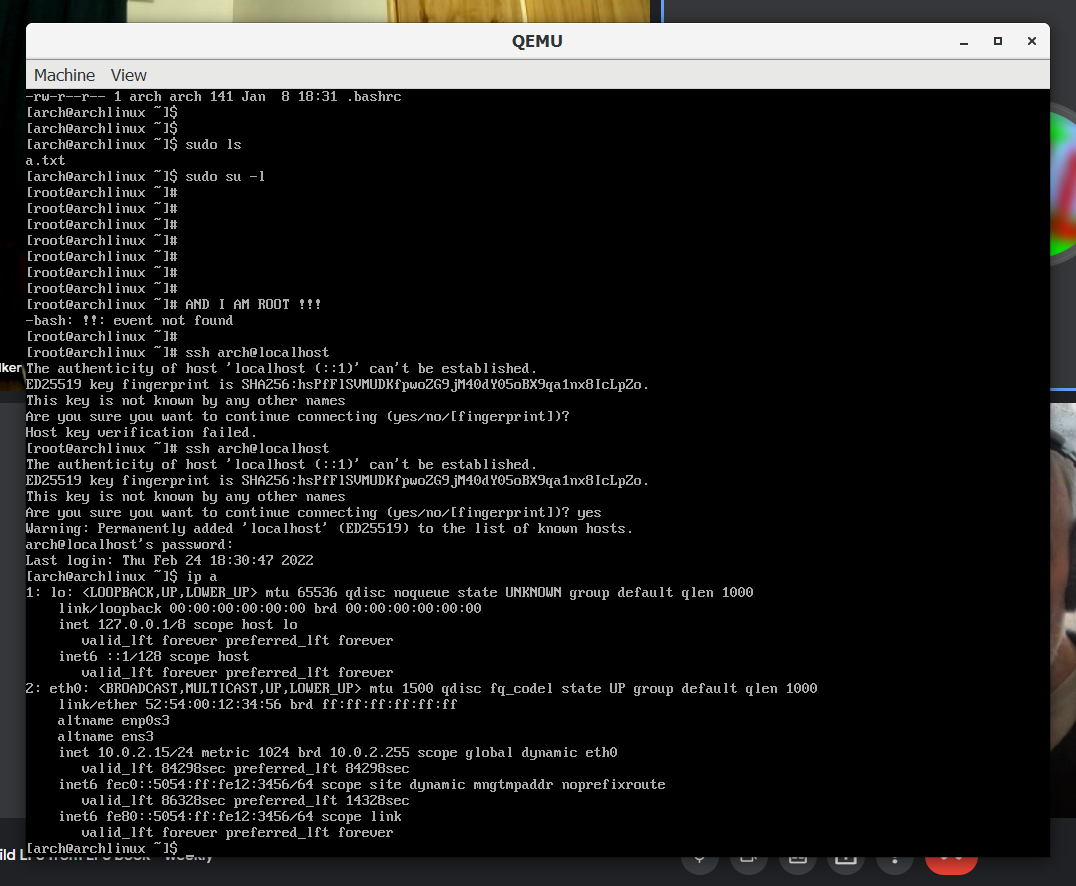 QEMU
Machine View
-rw-r--r-- 1 arch arch 141 Jan  8 18:31 .bashrc
[arch@archlinux ~]$
[arch@archlinux ~]$
[arch@archlinux ~]$ sudo ls
a.txt
[arch@archlinux ~]$ sudo su -l
[root@archlinux ~]#
[root@archlinux ~]#
[root@archlinux ~]#
[root@archlinux ~]#
[root@archlinux ~]#
[root@archlinux ~]#
[root@archlinux ~]#
[root@archlinux ~]# AND I AM ROOT !!!
-bash: !!: event not found
[root@archlinux ~]#
[root@archlinux ~]# ssh arch@localhost
The authenticity of host 'localhost (::1)' can't be established.
ED25519 key fingerprint is SHA256:hsPfFlSVMUDKfpwoZG9jM40dY05oBX9qa1nx8IcLpZo.
This key is not known by any other names
Are you sure you want to continue connecting (yes/no/[fingerprint])?
Host key verification failed.
[root@archlinux ~]# ssh arch@localhost
The authenticity of host 'localhost (::1)' can't be established.
ED25519 key fingerprint is SHA256:hsPfFlSVMUDKfpwoZG9jM40dY05oBX9qa1nx8IcLpZo.
This key is not known by any other names
Are you sure you want to continue connecting (yes/no/[fingerprint])? yes
Warning: Permanently added 'localhost' (ED25519) to the list of known hosts.
arch@localhost's password:
Last login: Thu Feb 24 18:30:47 2022
[arch@archlinux ~]$ ip a
1: lo: <LOOPBACK,UP,LOWER_UP> mtu 65536 qdisc noqueue state UNKNOWN group default qlen 1000
    link/loopback 00:00:00:00:00:00 brd 00:00:00:00:00:00
    inet 127.0.0.1/8 scope host lo
       valid_lft forever preferred_lft forever
    inet6 ::1/128 scope host
       valid_lft forever preferred_lft forever
2: eth0: <BROADCAST,MULTICAST,UP,LOWER_UP> mtu 1500 qdisc fq_codel state UP group default qlen 1000
    link/ether 52:54:00:12:34:56 brd ff:ff:ff:ff:ff:ff
    altname enp0s3
    altname ens3
    inet 10.0.2.15/24 metric 1024 brd 10.0.2.255 scope global dynamic eth0
       valid_lft 84298sec preferred_lft 84298sec
    inet6 fec0::5054:ff:fe12:3456/64 scope site dynamic mngtmpaddr noprefixroute
       valid_lft 86328sec preferred_lft 14328sec
    inet6 fe80::5054:ff:fe12:3456/64 scope link
       valid_lft forever preferred_lft forever
[arch@archlinux ~]$